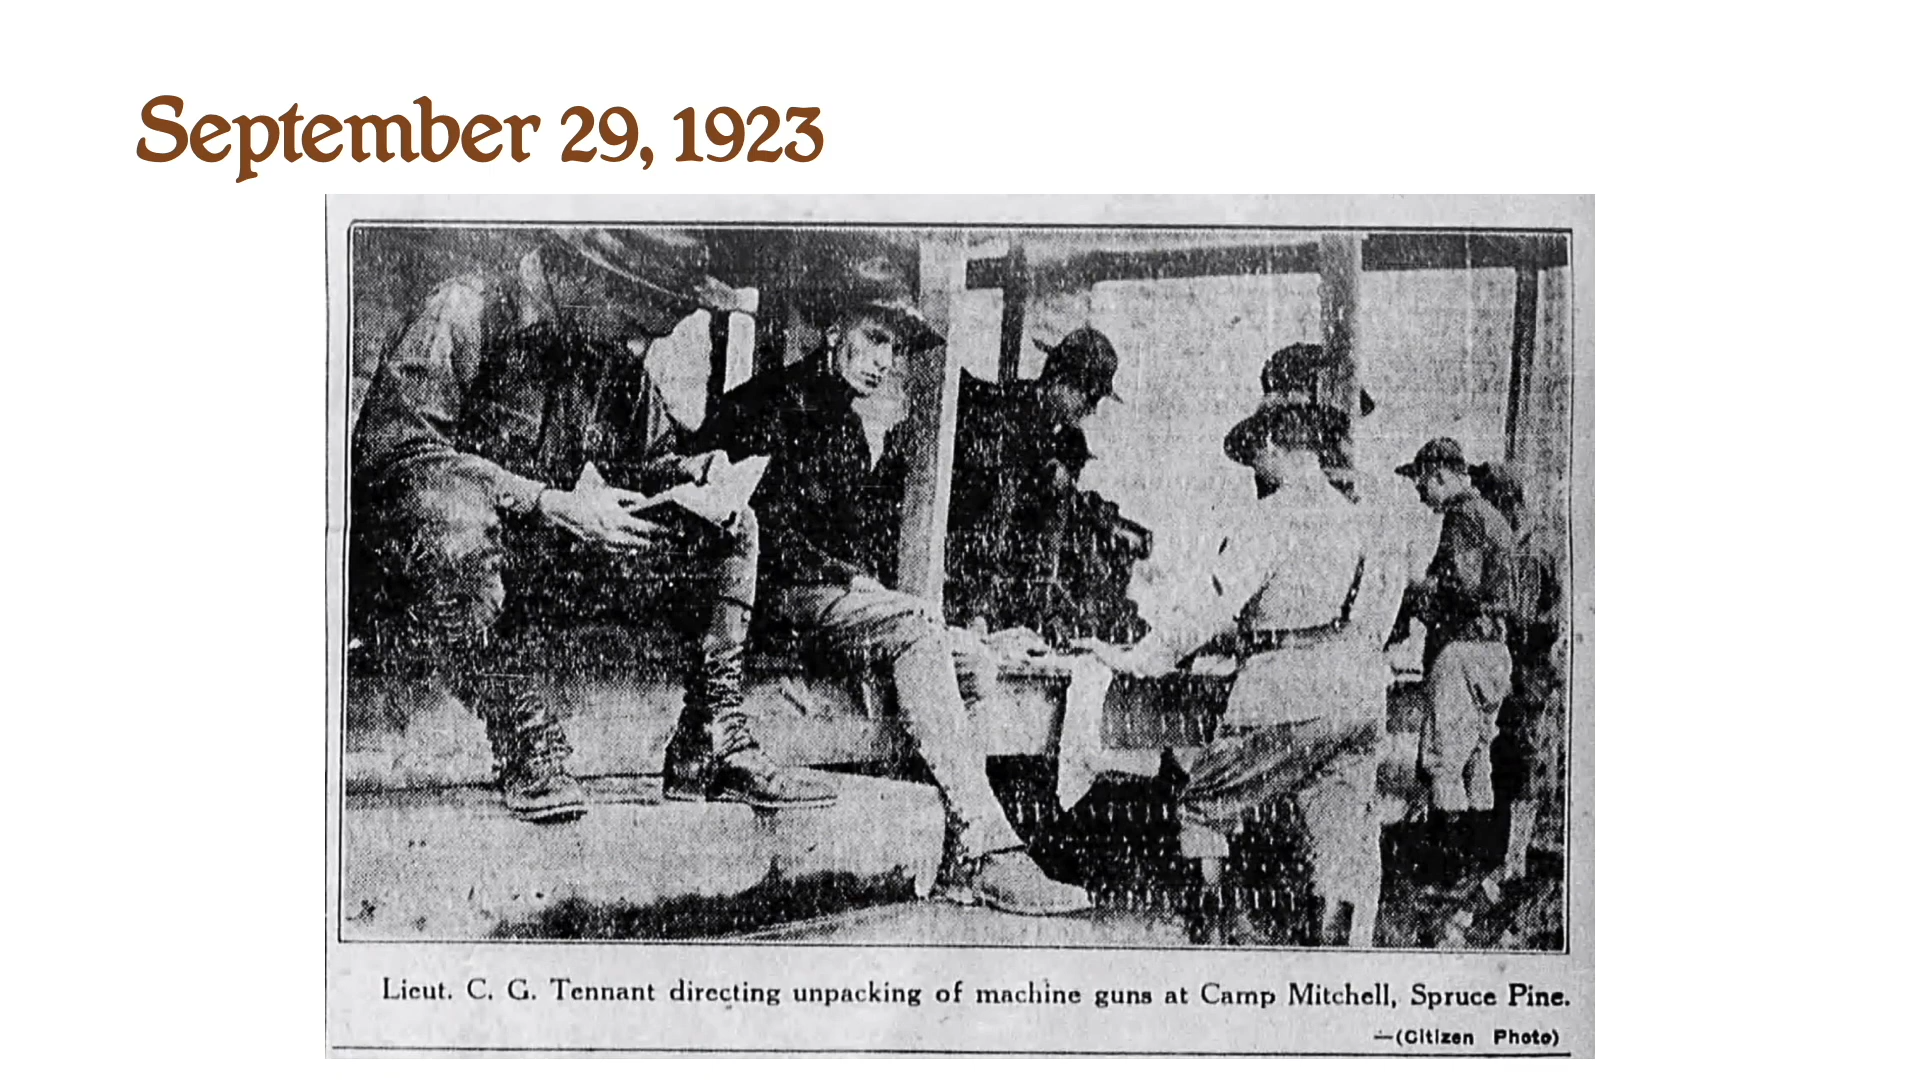 September 29, 1923
Lieut. C. G. Tennant directing unpacking of machine guns at Camp Mitchell, Spruce Pine.
—(Citizen Photo)